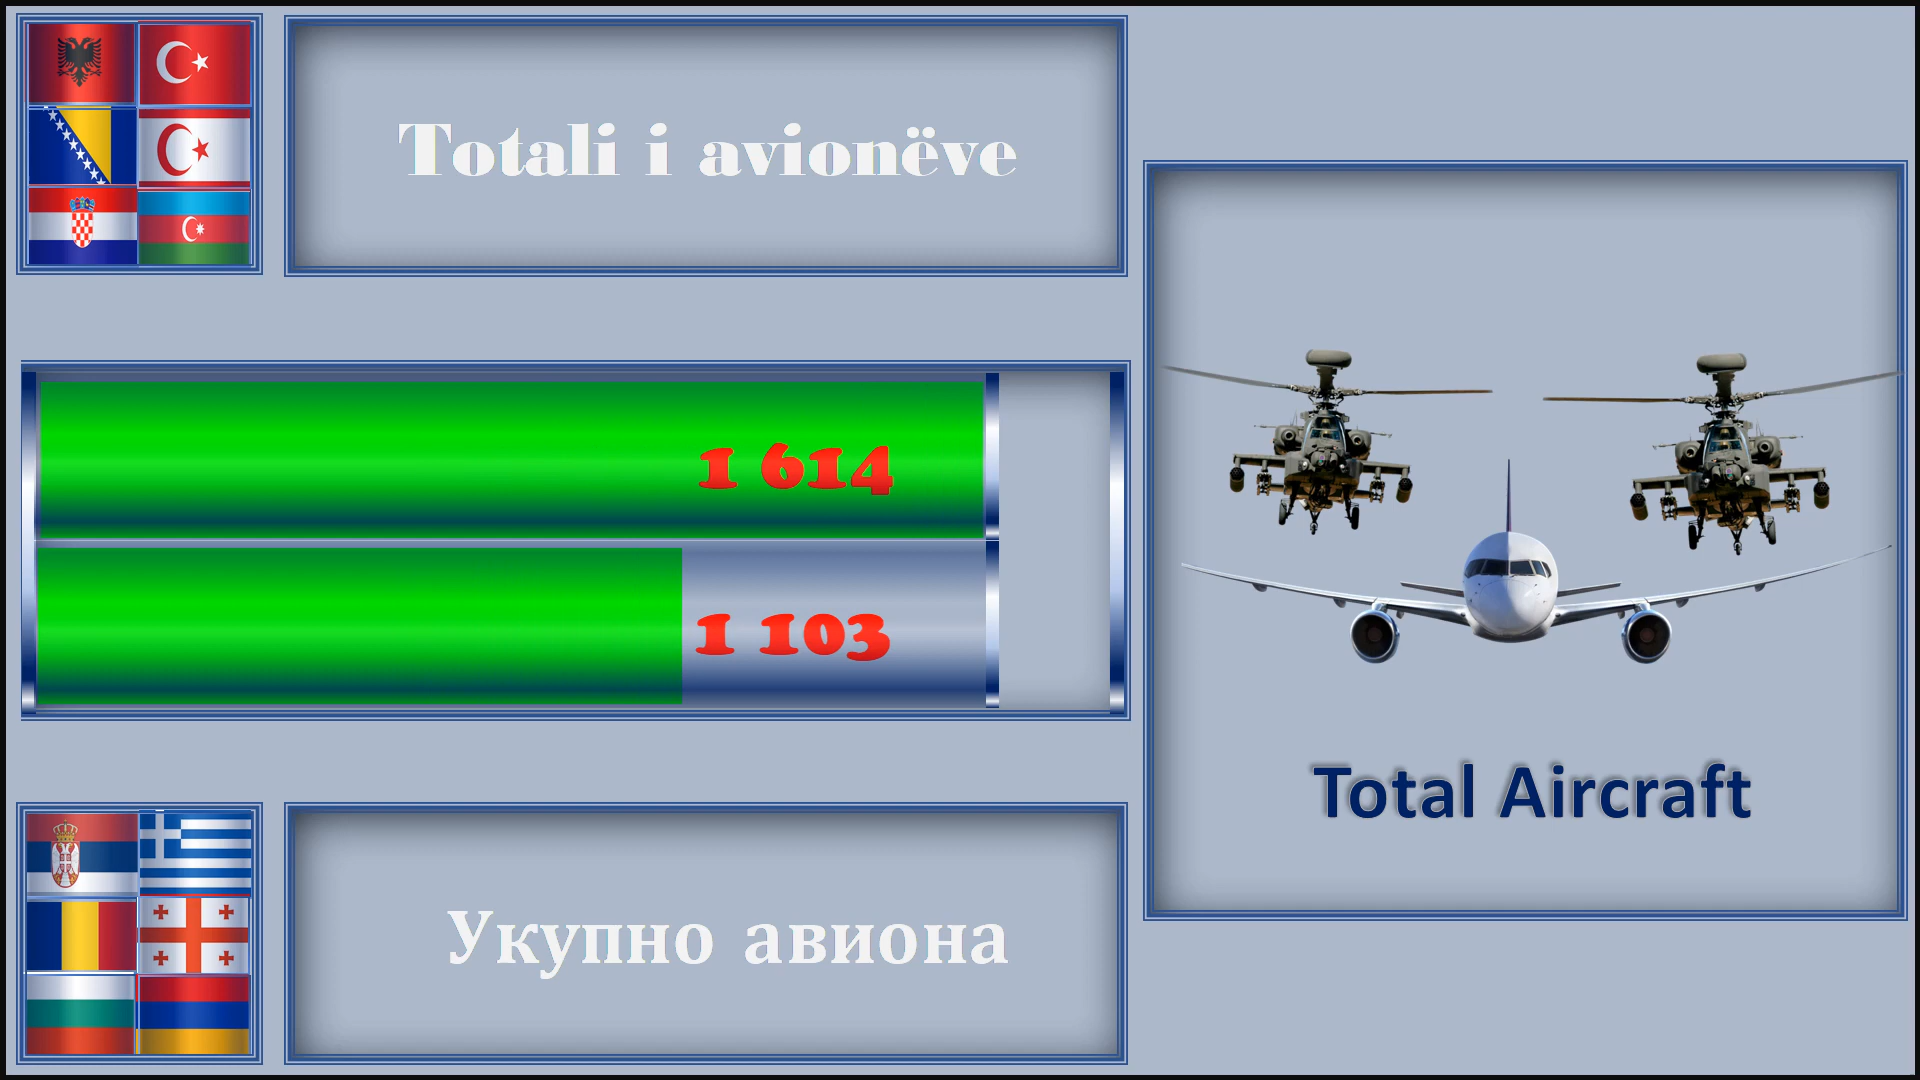 Totali i avionëve
1 614
1 103
Total Aircraft
Укупно авиона